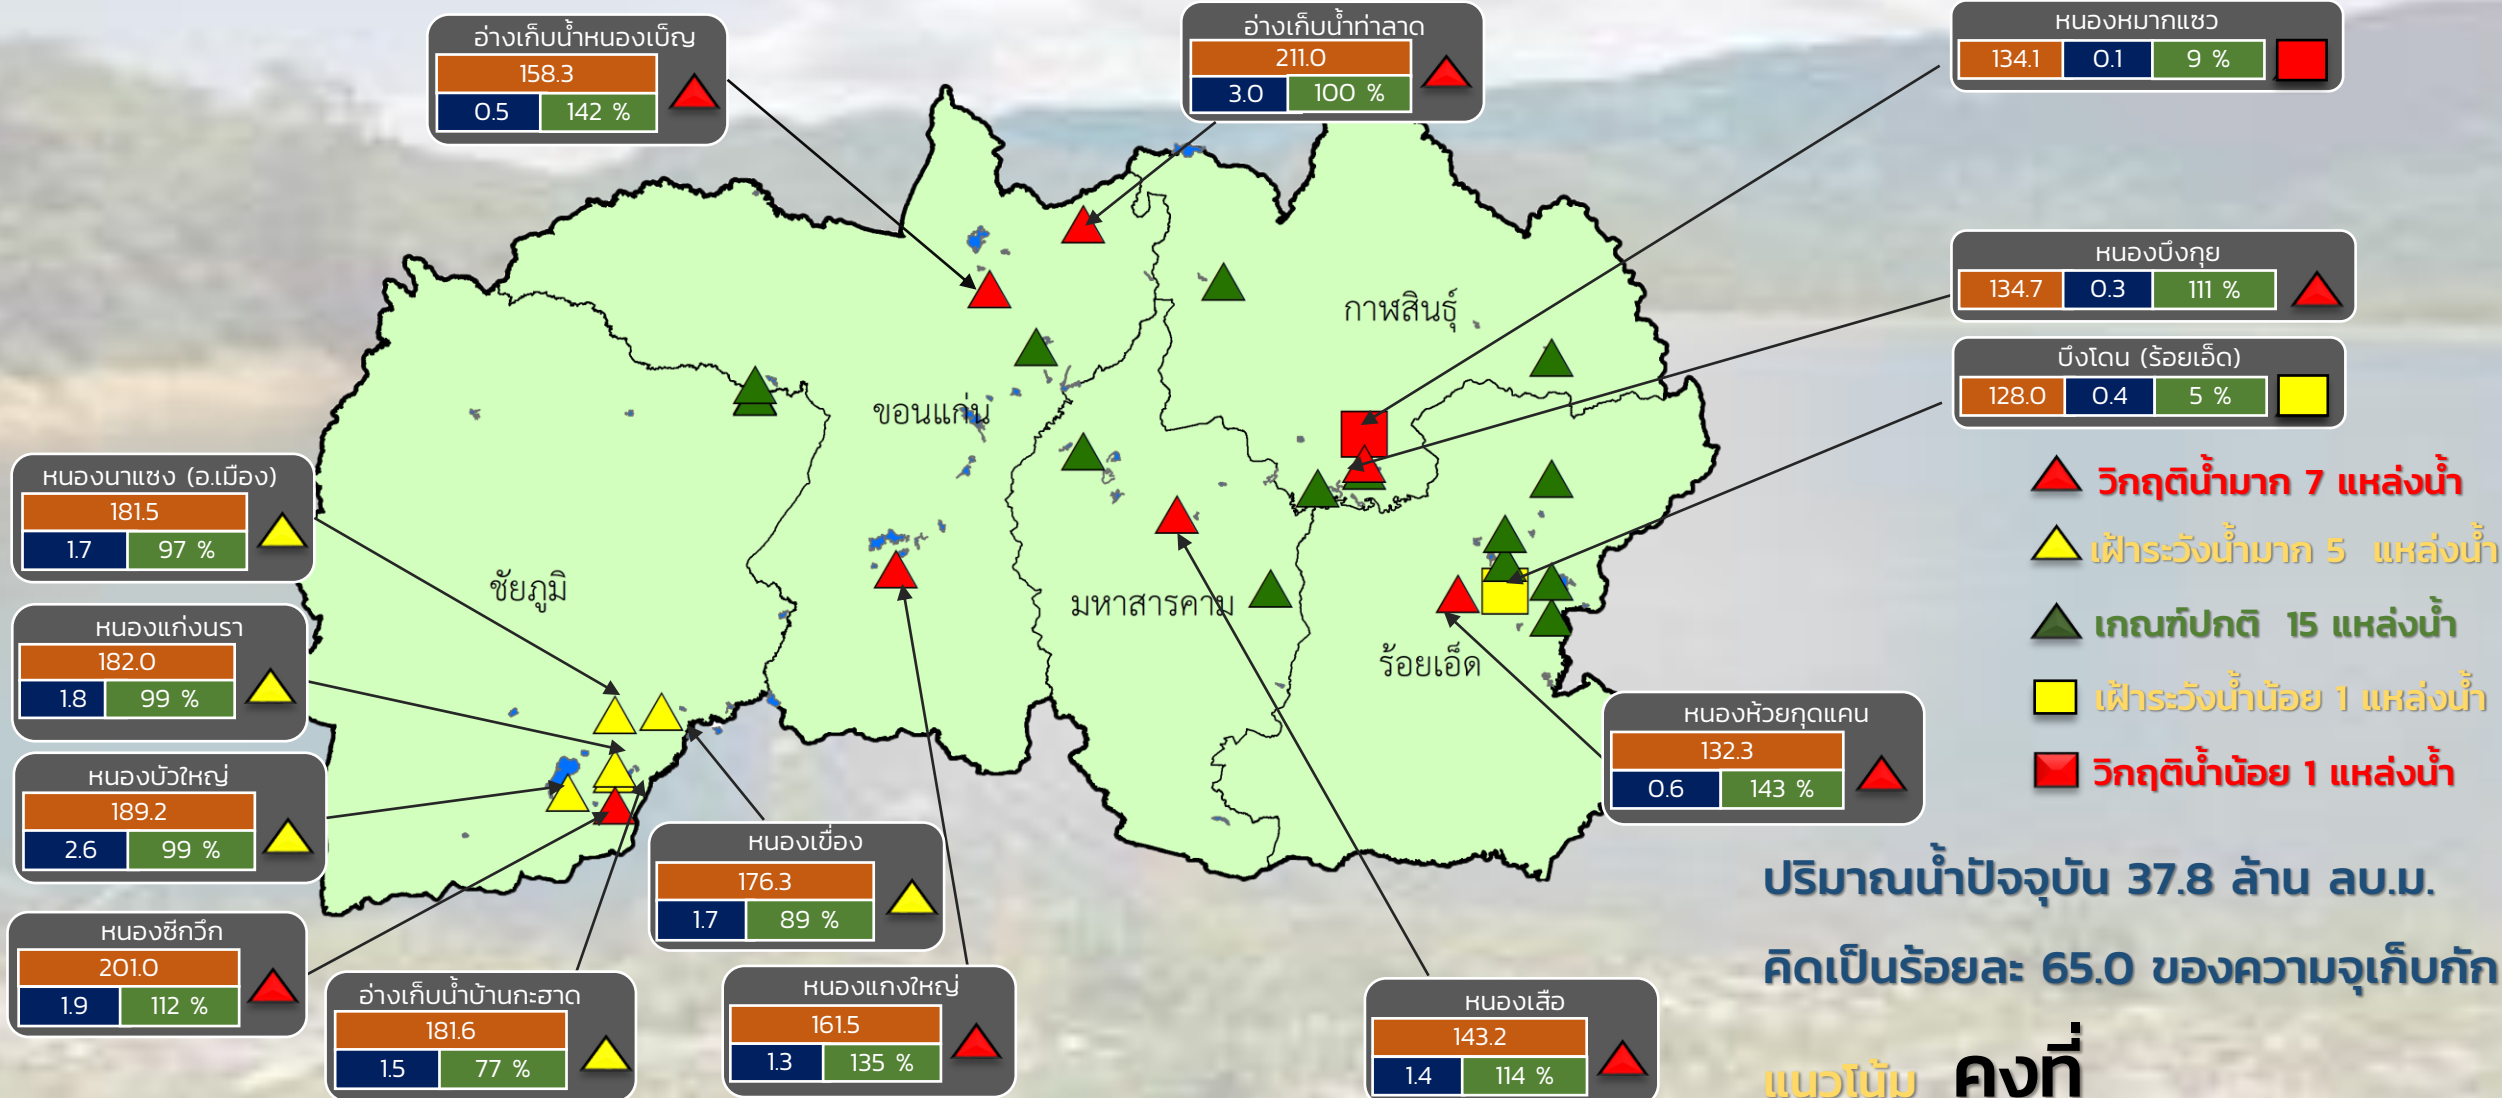 อ่างเก็บน้ำหนองเบ็ญ
158.3
0.5 142 %
อ่างเก็บน้ำท่าลาด
211.0
3.0 100 %
หนองหมากแซว
134.1 0.1 9 %
หนองบึงกุย
134.7 0.3 111 %
บึงโดน (ร้อยเอ็ด)
128.0 0.4 5 %
กาฬสินธุ์
ขอนแก่น
ชัยภูมิ
มหาสารคาม
ร้อยเอ็ด
หนองนาแซง (อ.เมือง)
181.5
1.7 97 %
หนองแก่งนรา
182.0
1.8 99 %
หนองบัวใหญ่
189.2
2.6 99 %
หนองซีกวึก
201.0
1.9 112 %
อ่างเก็บน้ำบ้านกะฮาด
181.6
1.5 77 %
หนองเขื่อง
176.3
1.7 89 %
หนองแกงใหญ่
161.5
1.3 135 %
หนองเสือ
143.2
1.4 114 %
หนองห้วยกุดแคน
132.3
0.6 143 %
วิกฤติน้ำมาก 7 แหล่งน้ำ
เฝ้าระวังน้ำมาก 5 แหล่งน้ำ
เกณฑ์ปกติ 15 แหล่งน้ำ
เฝ้าระวังน้ำน้อย 1 แหล่งน้ำ
วิกฤติน้ำน้อย 1 แหล่งน้ำ
ปริมาณน้ำปัจจุบัน 37.8 ล้าน ลบ.ม.
คิดเป็นร้อยละ 65.0 ของความจุเก็บกัก
แนวโน้ม คงที่